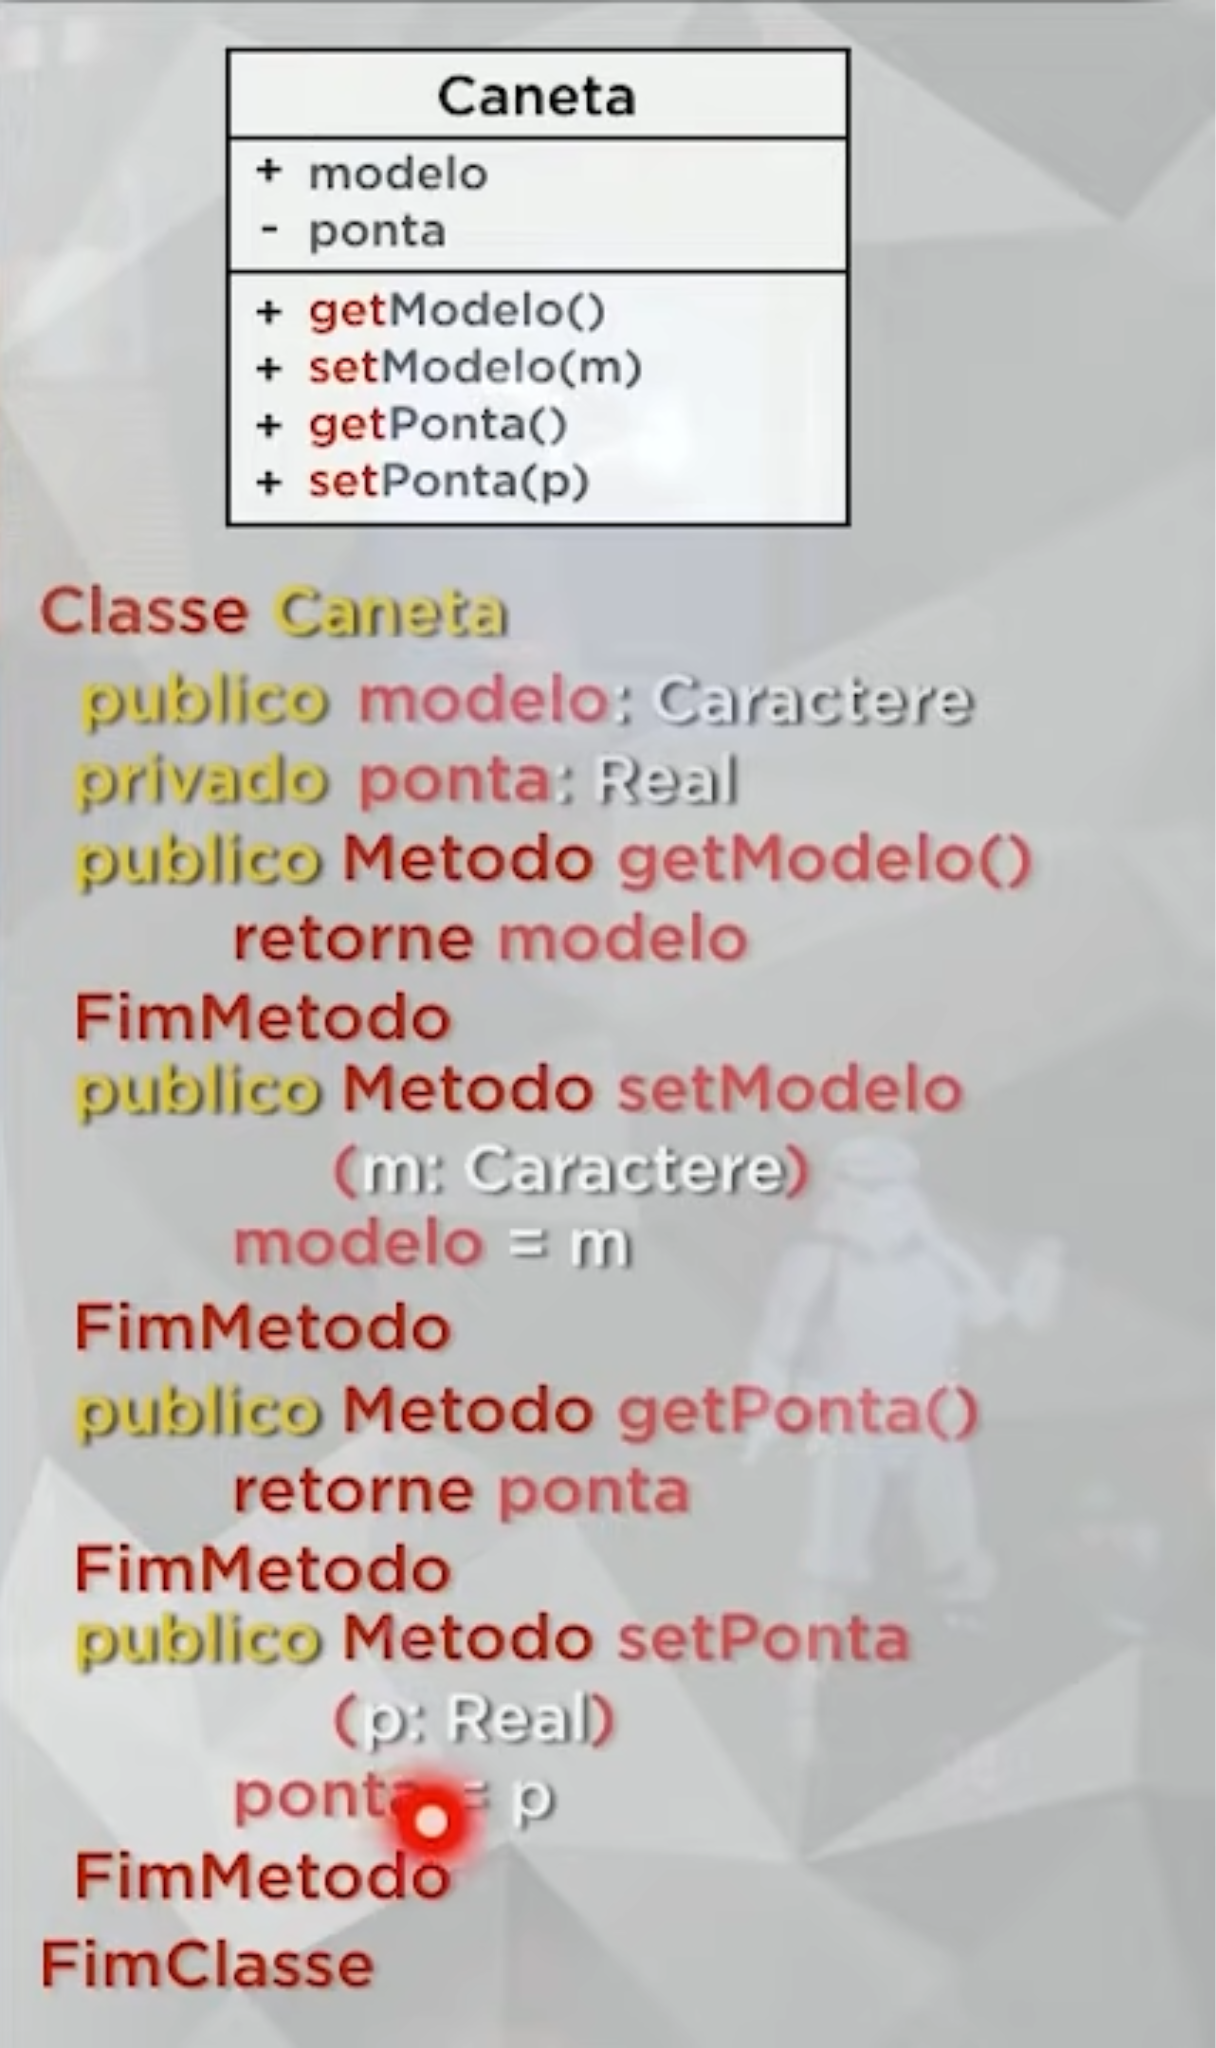 Caneta
+ modelo
- ponta
+ getModelo()
+ setModelo(m)
+ getPonta()
+ setPonta(p)
Classe Caneta
publico modelo: Caractere
privado ponta: Real
publico Metodo getModelo()
retorne modelo
FimMetodo
publico Metodo setModelo
(m: Caractere)
modelo = m
FimMetodo
publico Metodo getPonta()
retorne ponta
FimMetodo
publico Metodo setPonta
(p: Real)
ponta = p
FimMetodo
FimClasse